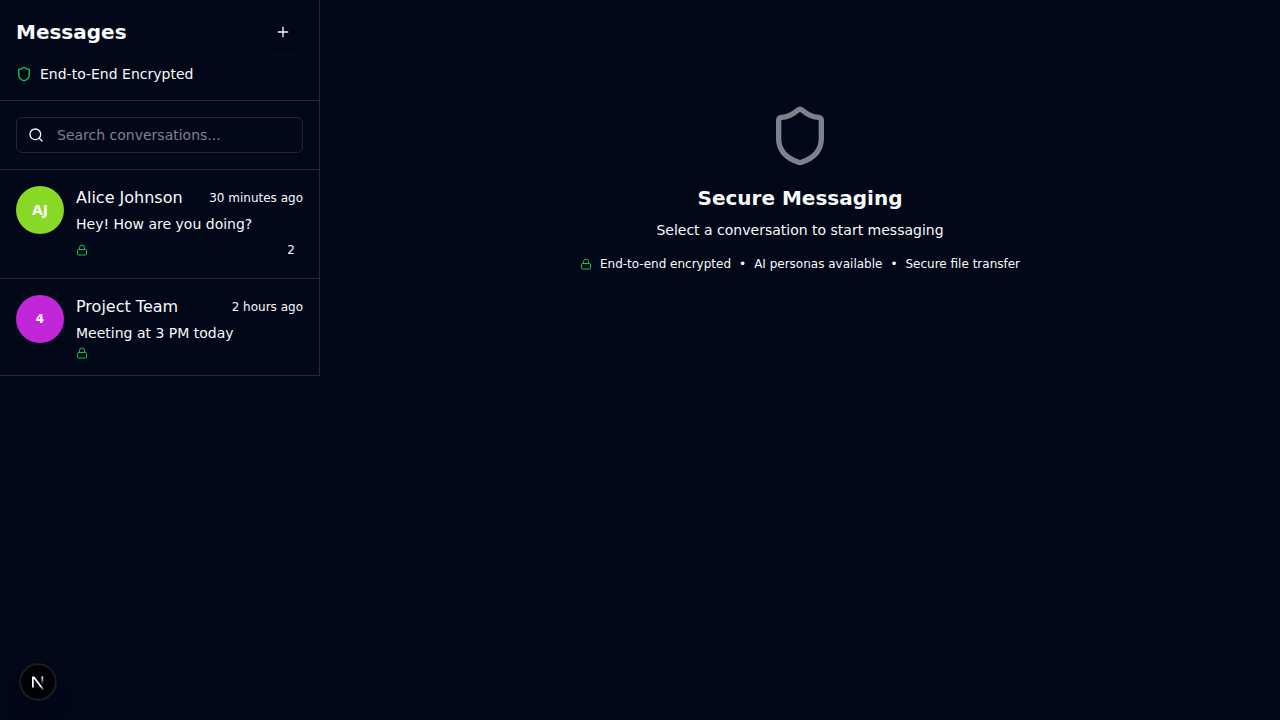 Messages
End-to-End Encrypted
Search conversations...
AJ
Alice Johnson 30 minutes ago
Hey! How are you doing?
2
4
Project Team 2 hours ago
Meeting at 3 PM today
Secure Messaging
Select a conversation to start messaging
End-to-end encrypted • AI personas available • Secure file transfer
N